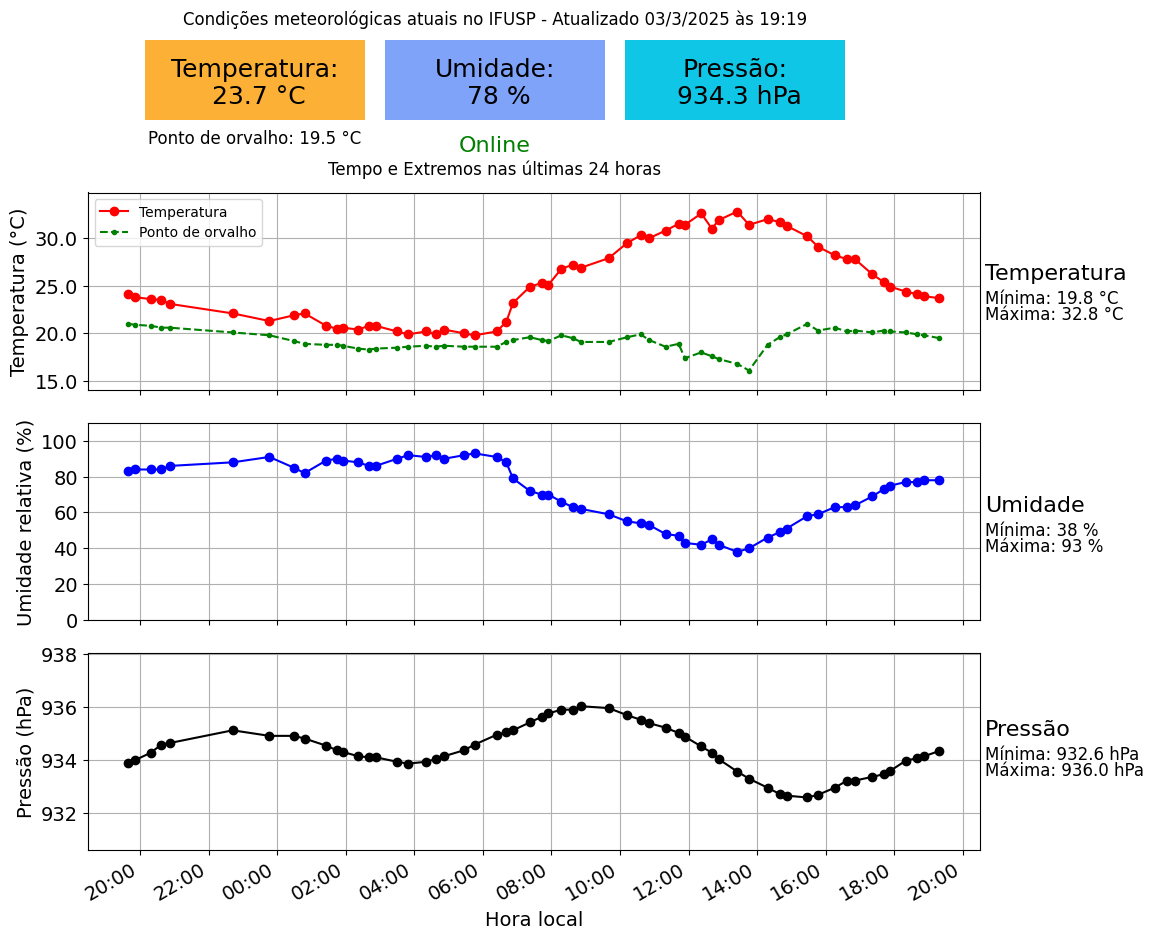 Condições meteorológicas atuais no IFUSP - Atualizado 03/3/2025 às 19:19
Temperatura:
23.7 °C
Umidade:
78 %
Pressão:
934.3 hPa
Ponto de orvalho: 19.5 °C
Online
Tempo e Extremos nas últimas 24 horas
Temperatura (°C)
30.0
25.0
20.0
15.0
Temperatura
Ponto de orvalho
Temperatura
Mínima: 19.8 °C
Máxima: 32.8 °C
Umidade relativa (%)
100
80
60
40
20
0
Umidade
Mínima: 38 %
Máxima: 93 %
Pressão (hPa)
938
936
934
932
Pressão
Mínima: 932.6 hPa
Máxima: 936.0 hPa
20:00 22:00 00:00 02:00 04:00 06:00 08:00 10:00 12:00 14:00 16:00 18:00 20:00
Hora local